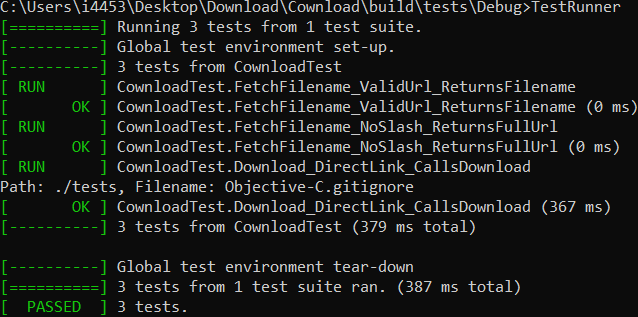 C:\Users\i4453\Desktop\Download\Cownload\build\tests\Debug>TestRunner
[==========] Running 3 tests from 1 test suite.
[----------] Global test environment set-up.
[----------] 3 tests from CownloadTest
[ RUN      ] CownloadTest.FetchFilename_ValidUrl_ReturnsFilename
[       OK ] CownloadTest.FetchFilename_ValidUrl_ReturnsFilename (0 ms)
[ RUN      ] CownloadTest.FetchFilename_NoSlash_ReturnsFullUrl
[       OK ] CownloadTest.FetchFilename_NoSlash_ReturnsFullUrl (0 ms)
[ RUN      ] CownloadTest.Download_DirectLink_CallsDownload
Path: ./tests, Filename: Objective-C.gitignore
[       OK ] CownloadTest.Download_DirectLink_CallsDownload (367 ms)
[----------] 3 tests from CownloadTest (379 ms total)
[----------] Global test environment tear-down
[==========] 3 tests from 1 test suite ran. (387 ms total)
[  PASSED  ] 3 tests.